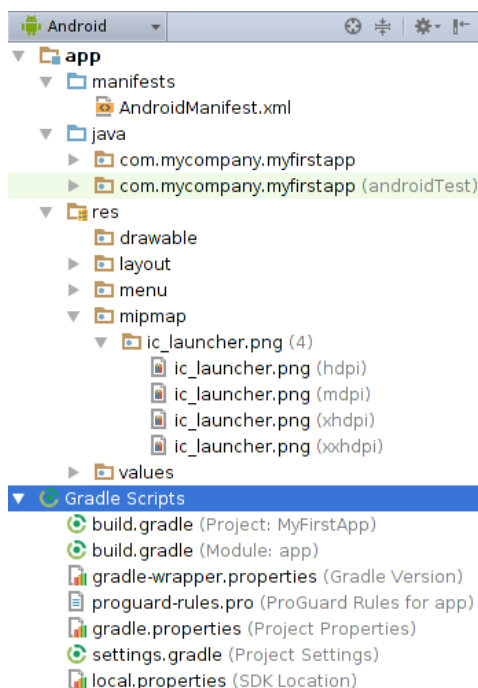 Android
app
manifests
AndroidManifest.xml
java
com.mycompany.myfirstapp
com.mycompany.myfirstapp (androidTest)
res
drawable
layout
menu
mipmap
ic_launcher.png (4)
ic_launcher.png (hdpi)
ic_launcher.png (mdpi)
ic_launcher.png (xhdpi)
ic_launcher.png (xxhdpi)
values
Gradle Scripts
build.gradle (Project: MyFirstApp)
build.gradle (Module: app)
gradle-wrapper.properties (Gradle Version)
proguard-rules.pro (ProGuard Rules for app)
gradle.properties (Project Properties)
settings.gradle (Project Settings)
local.properties (SDK Location)